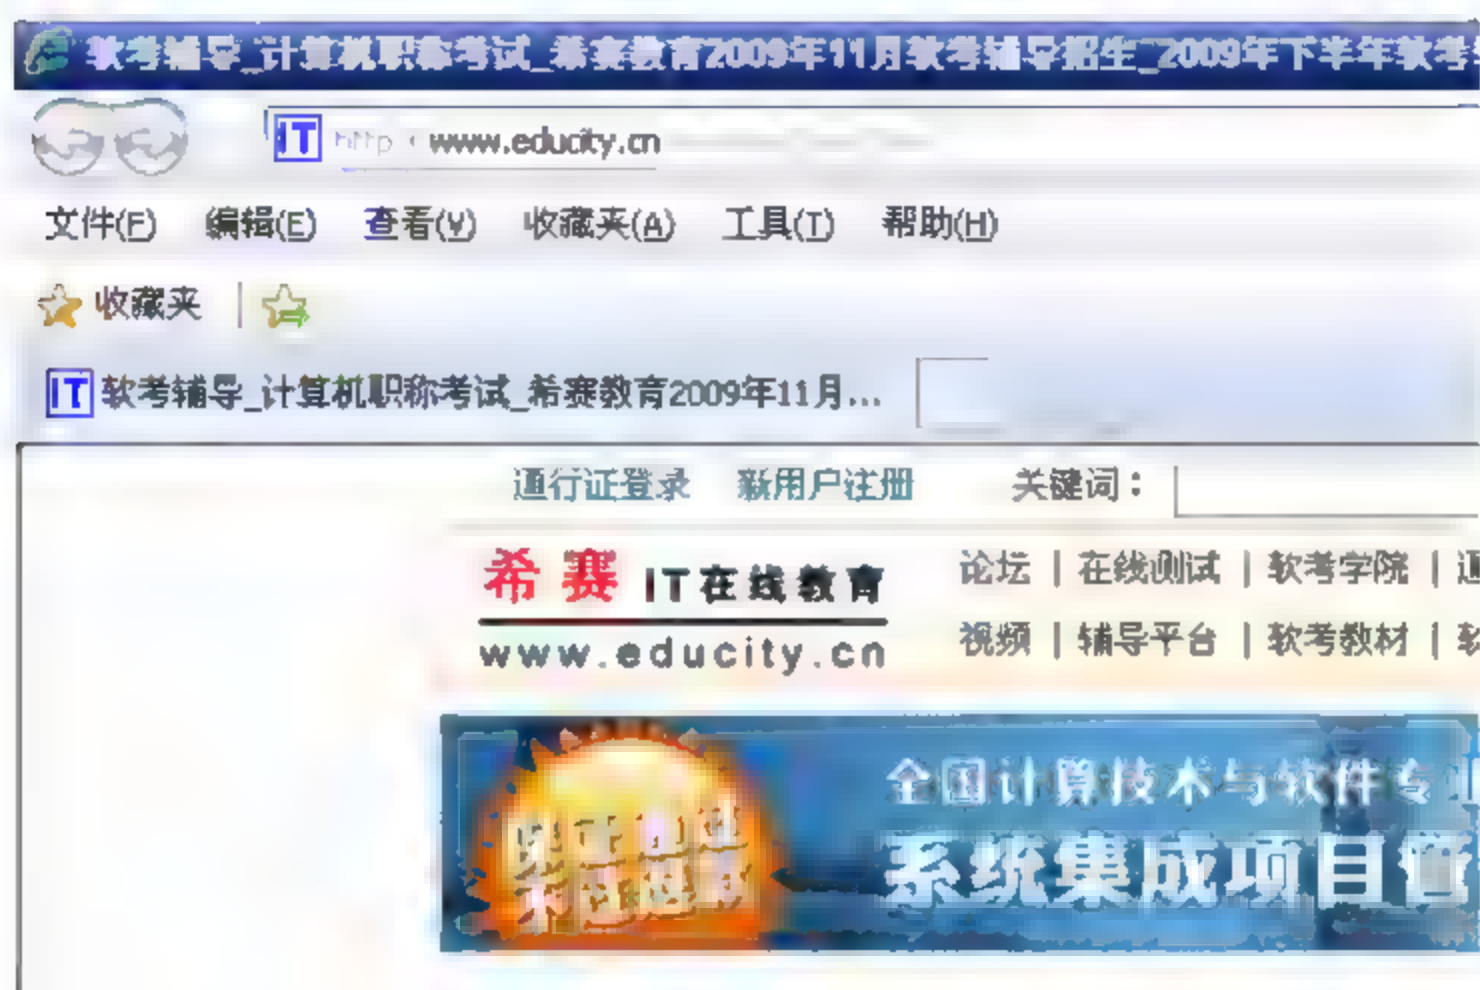 软考辅导_计算机职称考试_希赛教育2009年11月软考辅导招生_2009年下半年软考
IT http www.educity.cn
文件(F) 编辑(E) 查看(V) 收藏夹(A) 工具(T) 帮助(H)
收藏夹
IT 软考辅导_计算机职称考试_希赛教育2009年11月...
通行证登录 新用户注册 关键词：
希赛 IT在线教育
www.educity.cn
论坛 | 在线测试 | 软考学院 | 通
视频 | 辅导平台 | 软考教材 | 软
全国计算技术与软件专
系统集成项目管